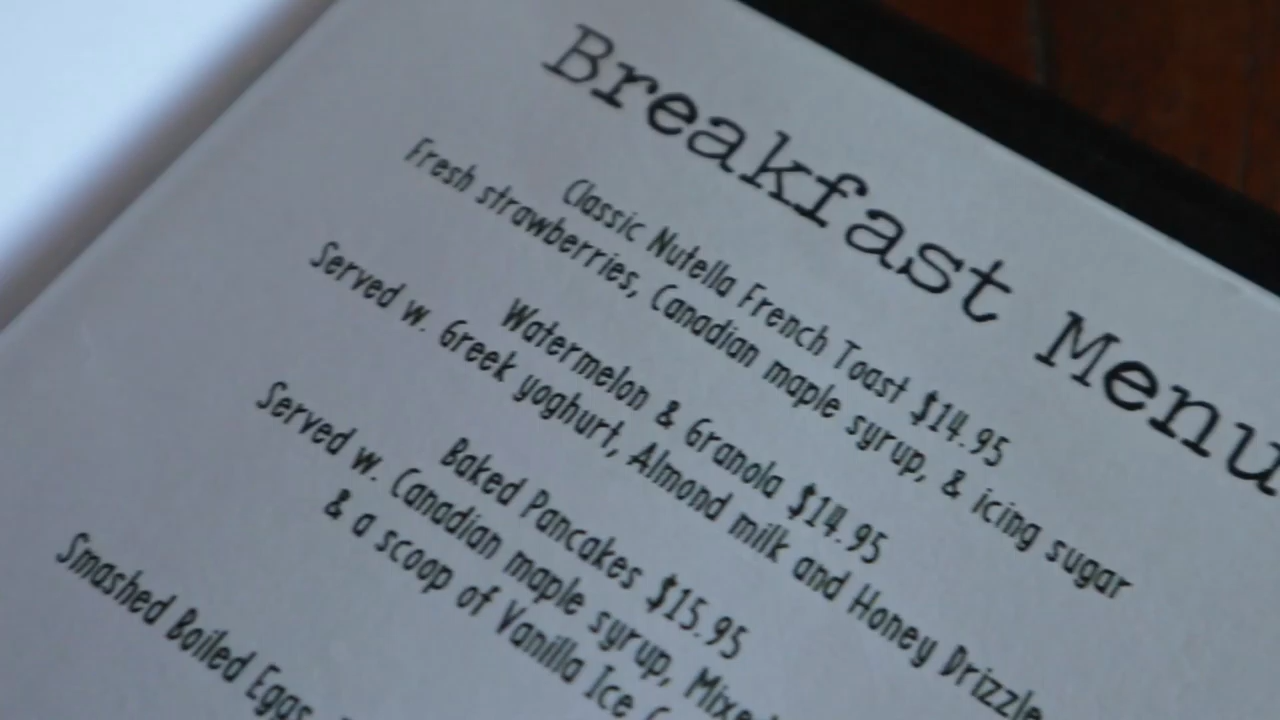 Breakfast Menu
Classic Nutella French Toast $14.95
Fresh strawberries, Canadian maple syrup, & icing sugar
Watermelon & Granola $14.95
Served w. Greek yoghurt, Almond milk and Honey Drizzle
Baked Pancakes $15.95
Served w. Canadian maple syrup,
& a scoop of Vanilla Ice
Smashed Boiled Eggs